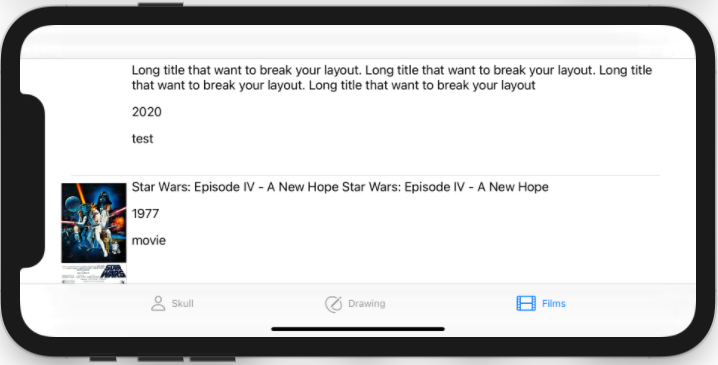 Long title that want to break your layout. Long title that want to break your layout. Long title
that want to break your layout. Long title that want to break your layout
2020
test
Star Wars: Episode IV - A New Hope Star Wars: Episode IV - A New Hope
1977
movie
STAR
WARS
Skull
Drawing
Films